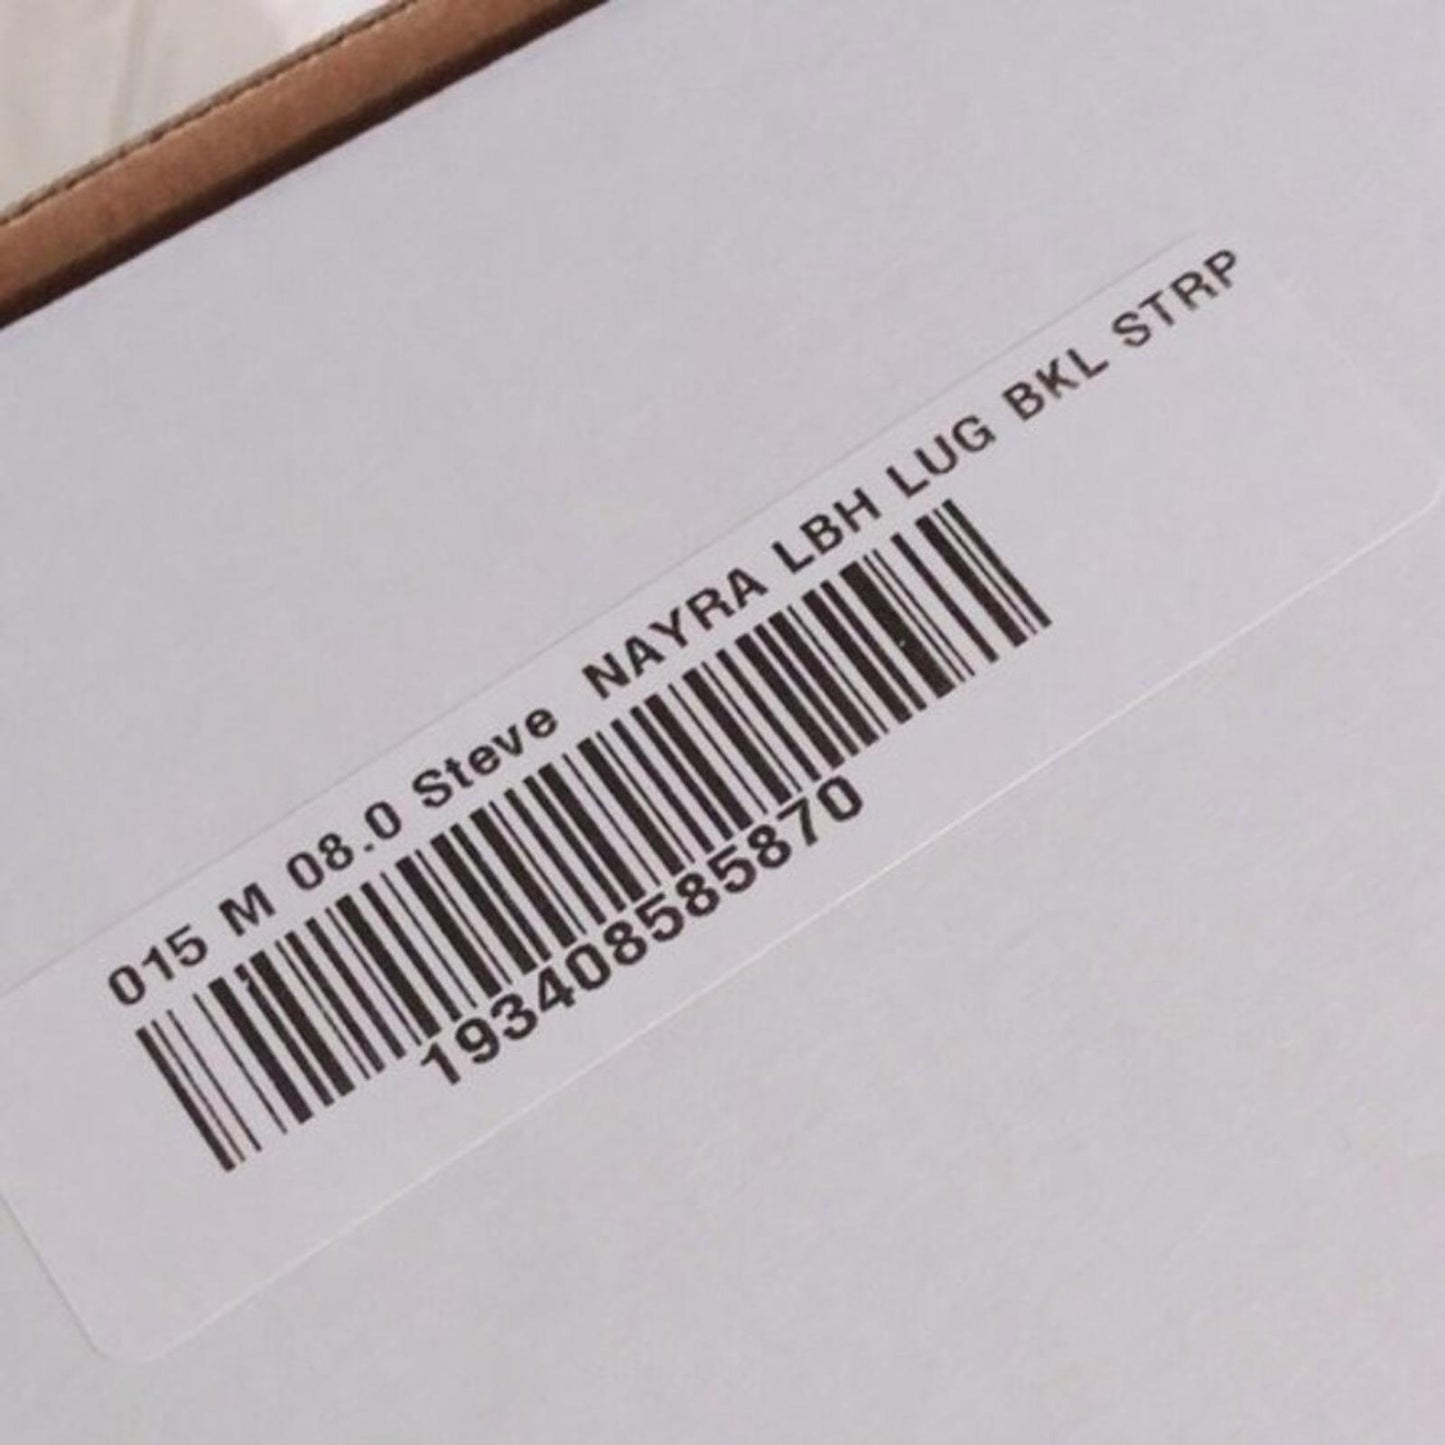 015 M 08.0 Steve NAYRA LBH LUG BKL STRP
193408585870